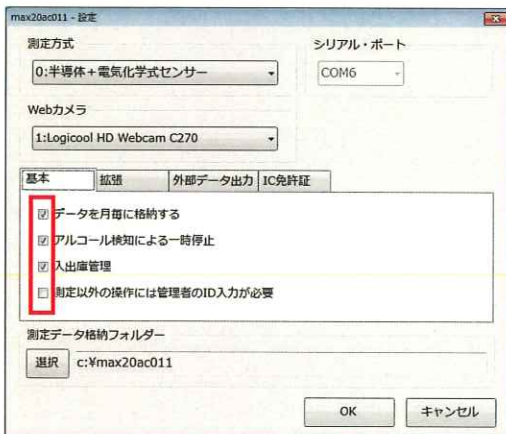 max20ac011 - 設定
測定方式
シリアル・ポート
0:半導体+電気化学式センサー
COM6
Webカメラ
1:Logicool HD Webcam C270
基本
拡張
外部データ出力
IC免許証
データを月毎に格納する
アルコール検知による一時停止
入出庫管理
測定以外の操作には管理者のID入力が必要
測定データ格納フォルダー
選択
c:¥max20ac011
OK
キャンセル